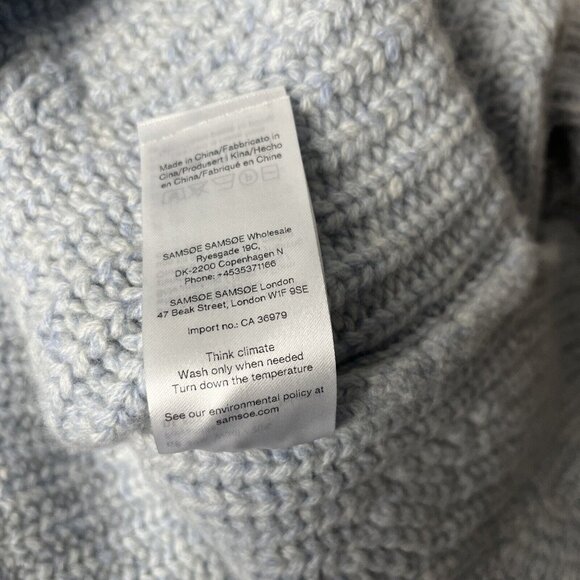 Made in China/Fabbricato in
Cina/Produsert i Kina/Hecho
en China/Fabriqué en Chine
SAMSØE SAMSØE Wholesale
Ryesgade 19C,
DK-2200 Copenhagen N
Phone: +4535371166
SAMSØE SAMSØE London
47 Beak Street, London W1F 9SE
Import no.: CA 36979
Think climate
Wash only when needed
Turn down the temperature
See our environmental policy at
samsoe.com